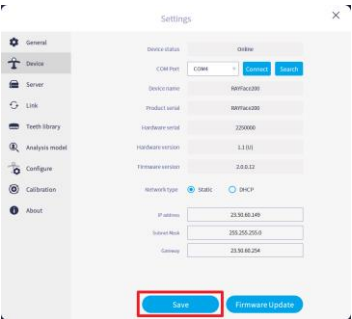 Settings
General
Device
Server
Link
Teeth library
Analysis model
Configure
Calibration
About
Device status Online
COM Port COM4 Connect Search
Device name RAYFace200
Product serial RAYFace200
Hardware serial 2250000
Hardware version 1.1 (U)
Firmware version 2.0.0.12
Network type Static DHCP
IP address 23.50.60.149
Subnet Mask 255.255.255.0
Gateway 23.50.60.254
Save Firmware Update